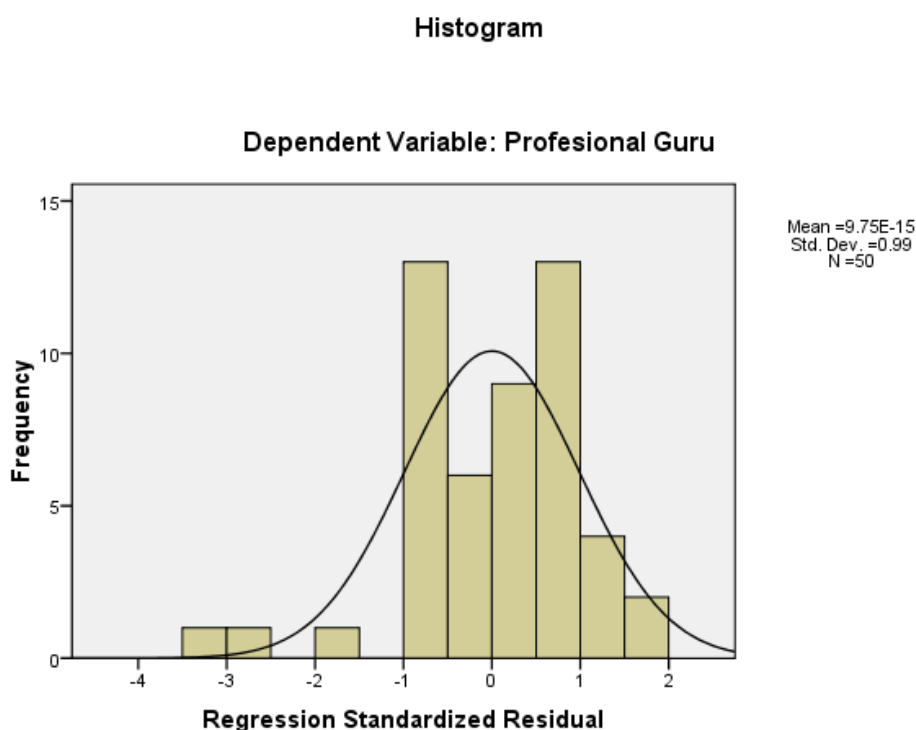 Histogram
Dependent Variable: Profesional Guru
Mean =9.75E-15
Std. Dev. =0.99
N =50
15
10
5
0
Frequency
-4 -3 -2 -1 0 1 2
Regression Standardized Residual